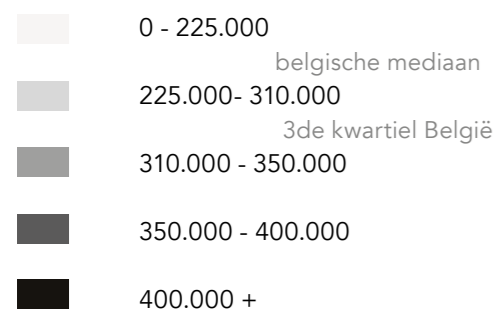 0 - 225.000
belgische mediaan
225.000- 310.000
3de kwartiel België
310.000 - 350.000
350.000 - 400.000
400.000 +